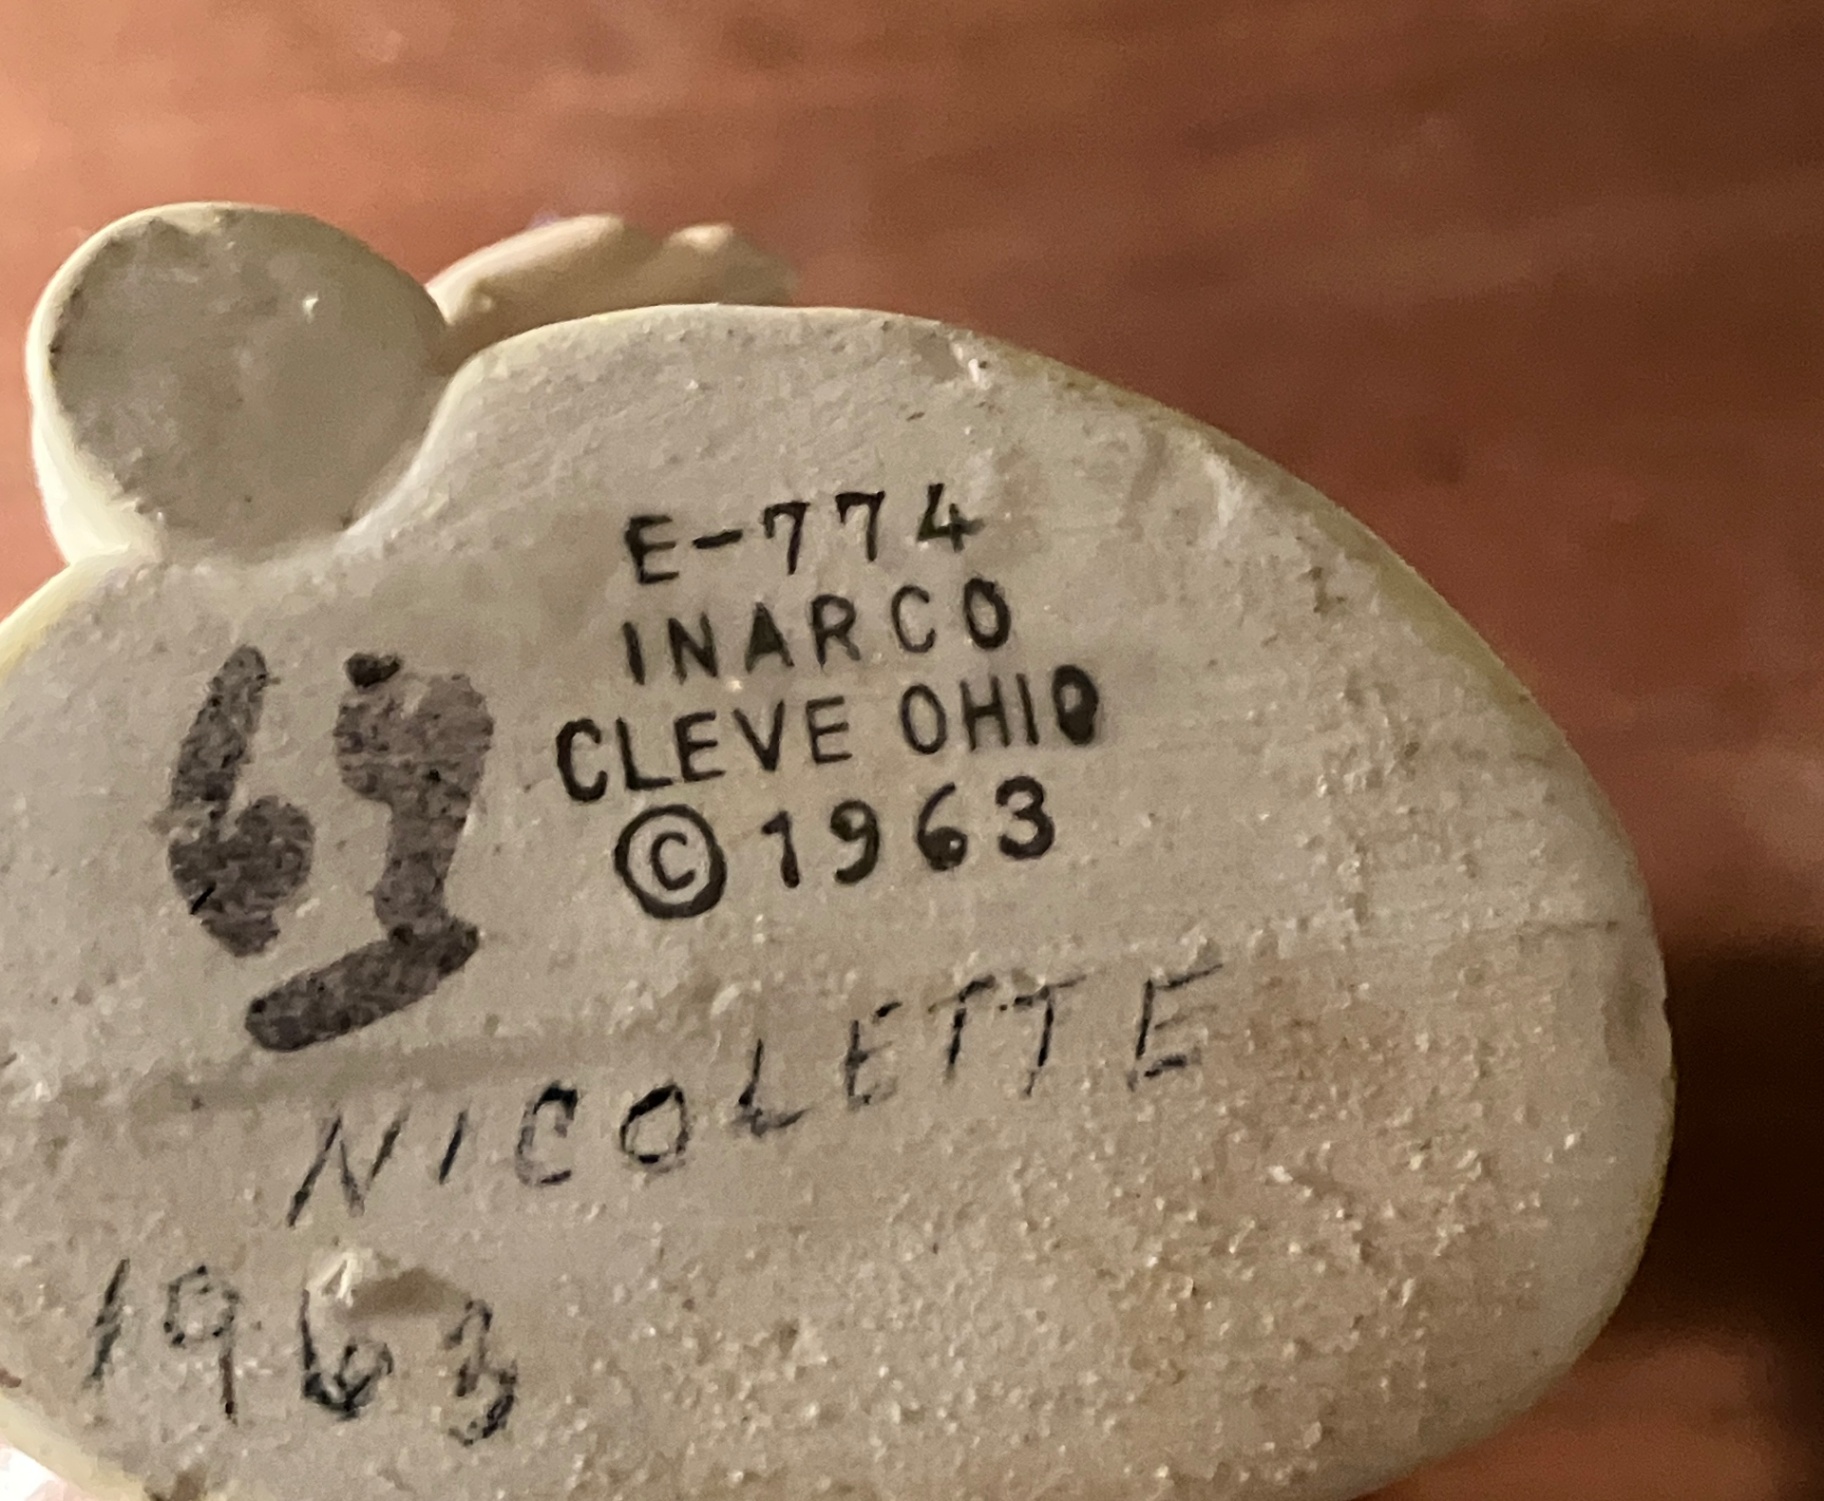 E-774
INARCO
CLEVE OHIO
© 1963
NICOLETTE
1963